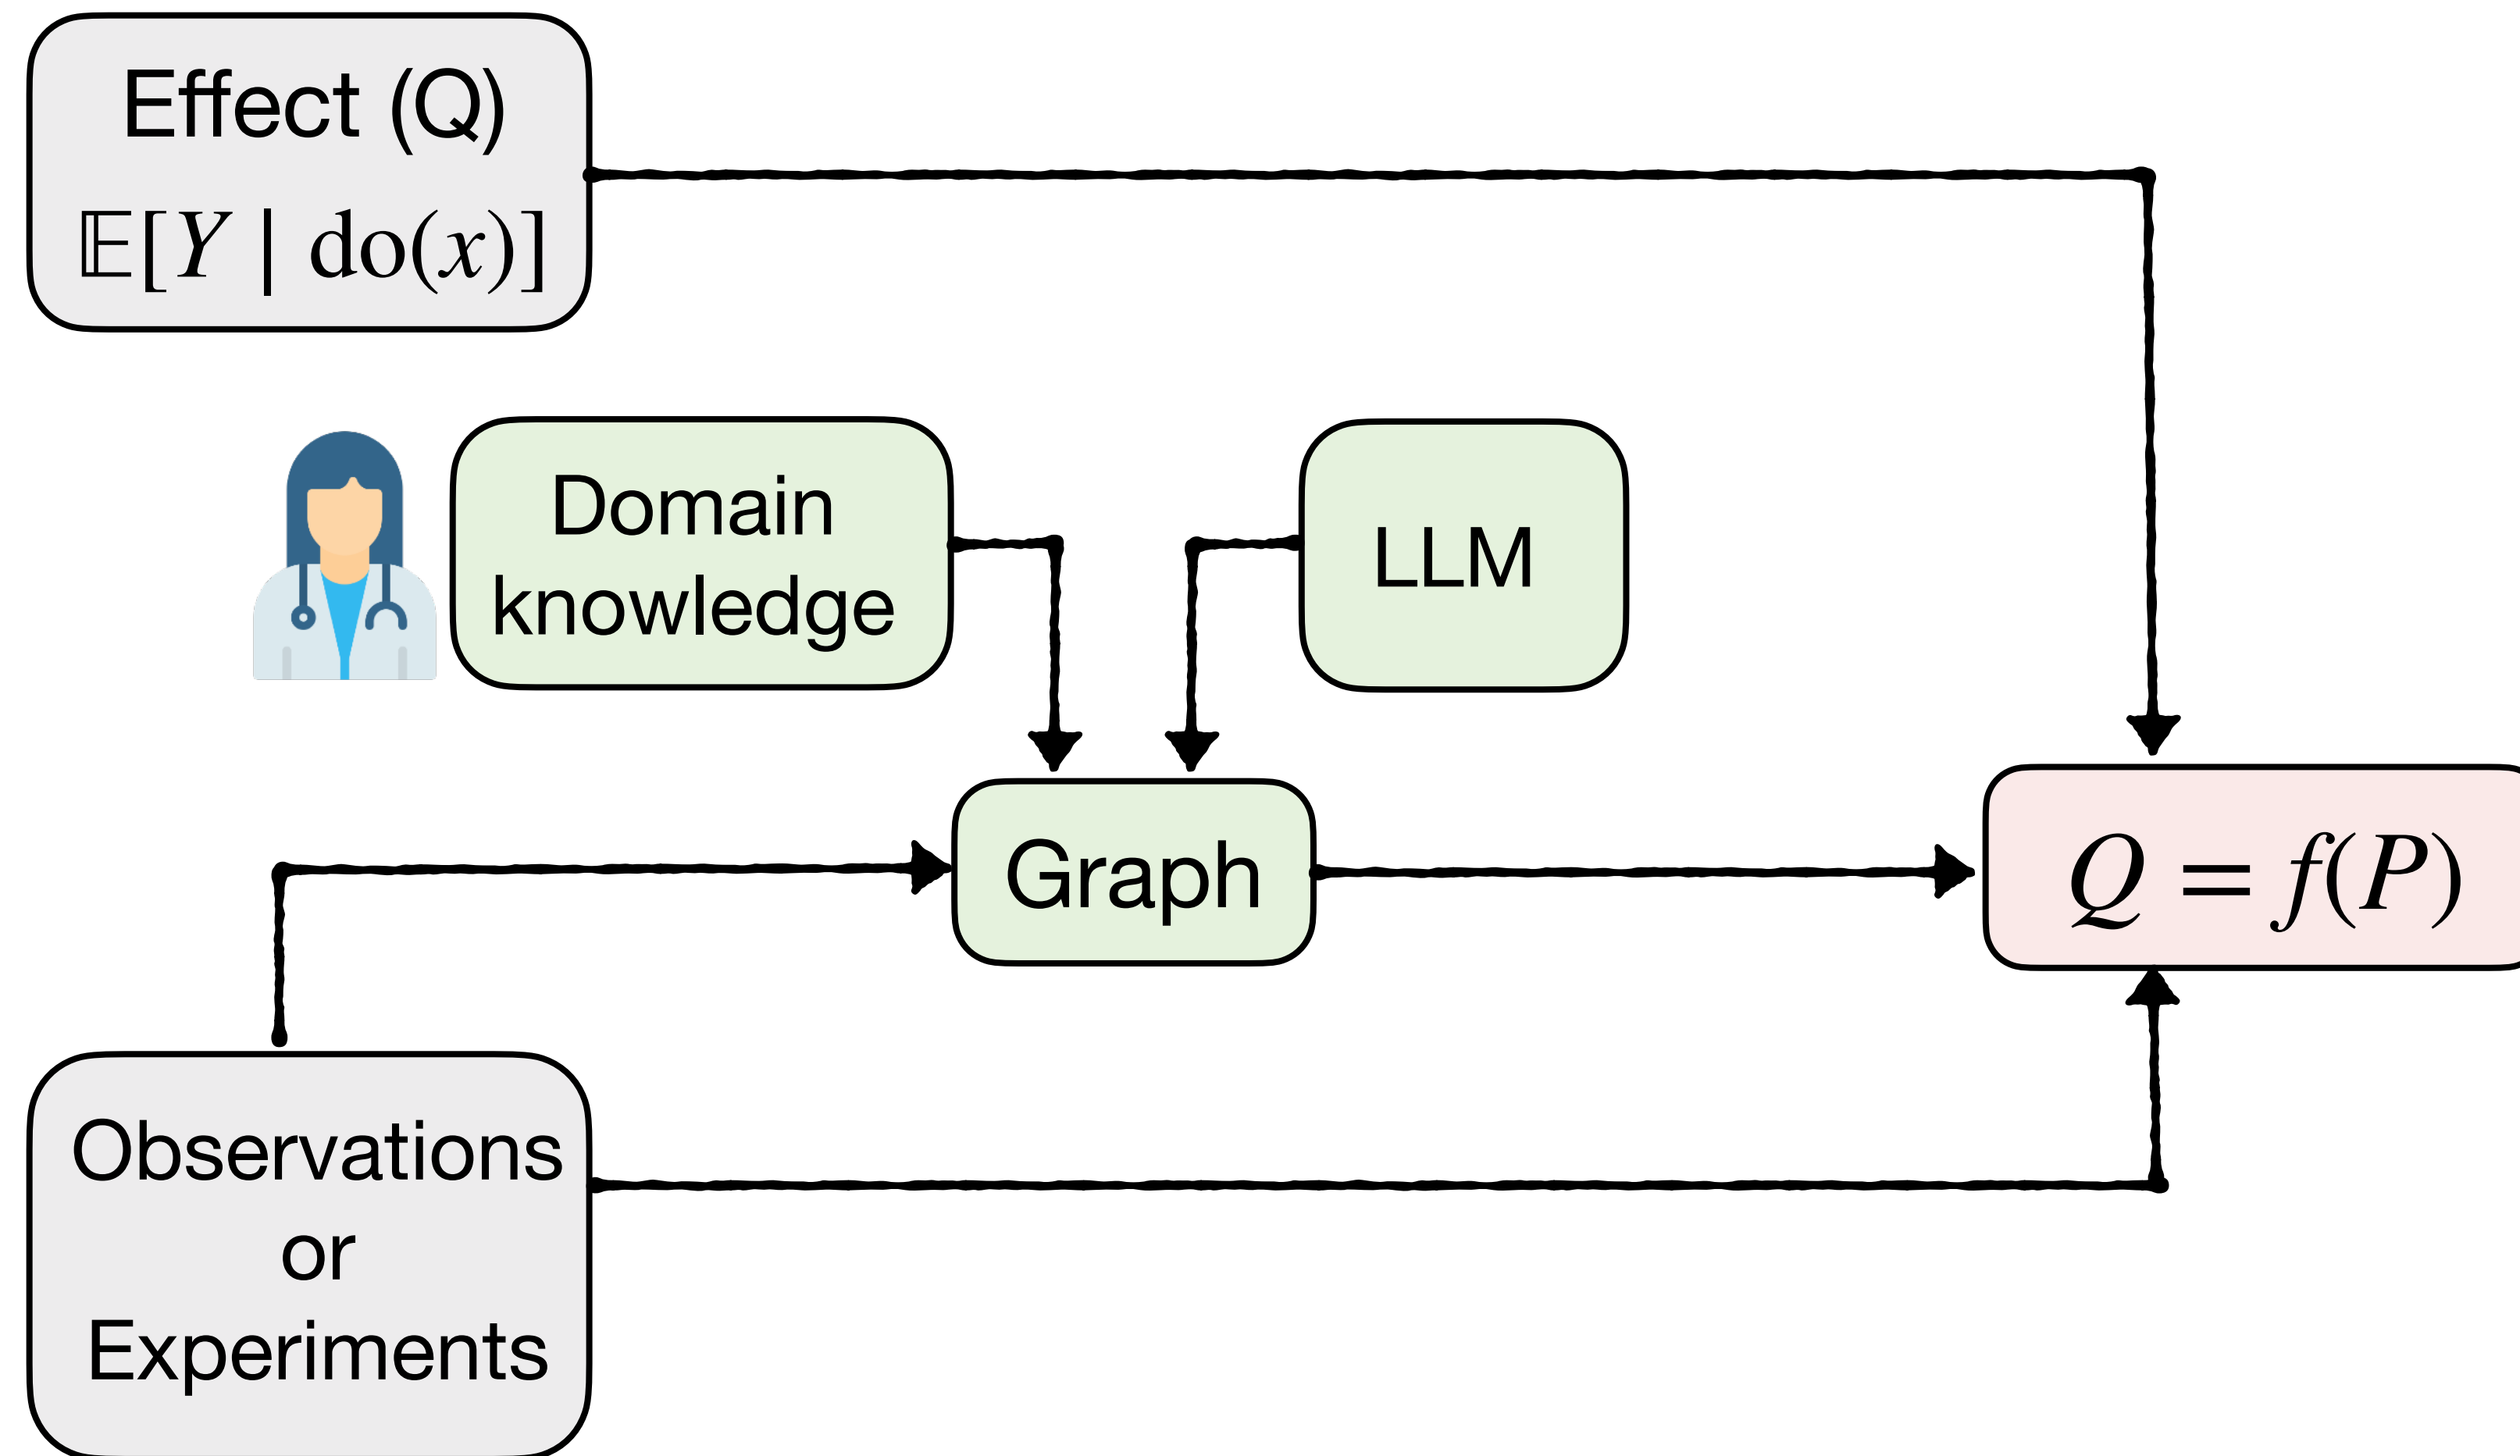 Effect (Q)
𝔼[Y | do(x)]
Domain
knowledge
LLM
Graph
Q = f(P)
Observations
or
Experiments